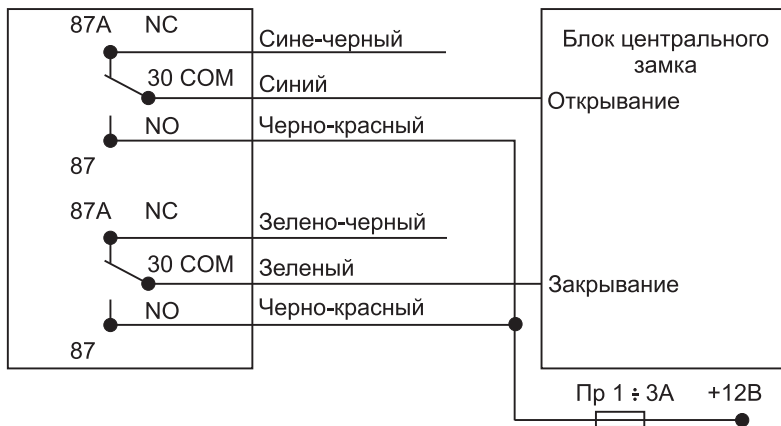 87A NC
Сине-черный
30 COM
Синий
NO
Черно-красный
87
87A NC
Зелено-черный
30 COM
Зеленый
NO
Черно-красный
87
Блок центрального
замка
Открывание
Закрывание
Пр 1 ÷ 3А
+12В